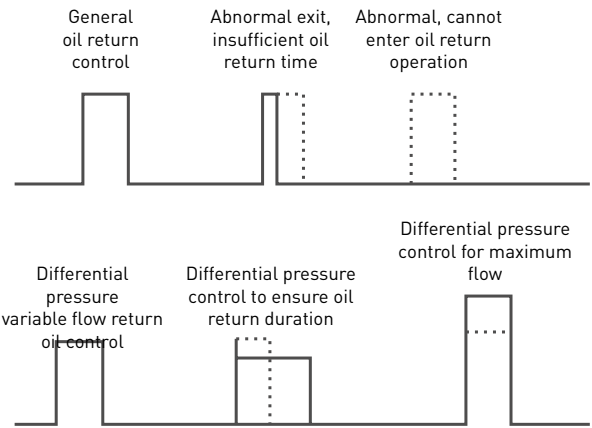 General
oil return
control
Abnormal exit,
insufficient oil
return time
Abnormal, cannot
enter oil return
operation
Differential
pressure
variable flow return
oil control
Differential pressure
control to ensure oil
return duration
Differential pressure
control for maximum
flow